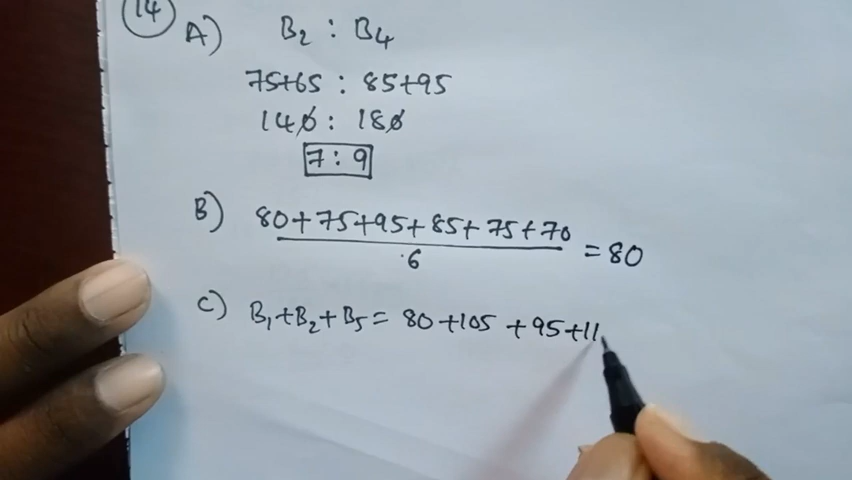 14
A) B₂ : B₄
75+65 : 85+95
140 : 180
7 : 9
B) 80+75+95+85+75+70
6
=80
C) B₁+B₂+B₅= 80+105 +95+11